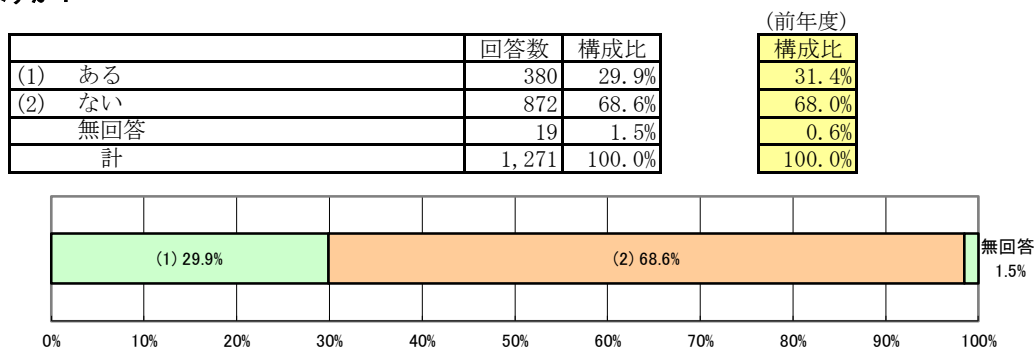 すか？
(前年度)
回答数 構成比 構成比
(1) ある 380 29.9% 31.4%
(2) ない 872 68.6% 68.0%
無回答 19 1.5% 0.6%
計 1,271 100.0% 100.0%
(1) 29.9% (2) 68.6% 無回答
1.5%
0% 10% 20% 30% 40% 50% 60% 70% 80% 90% 100%